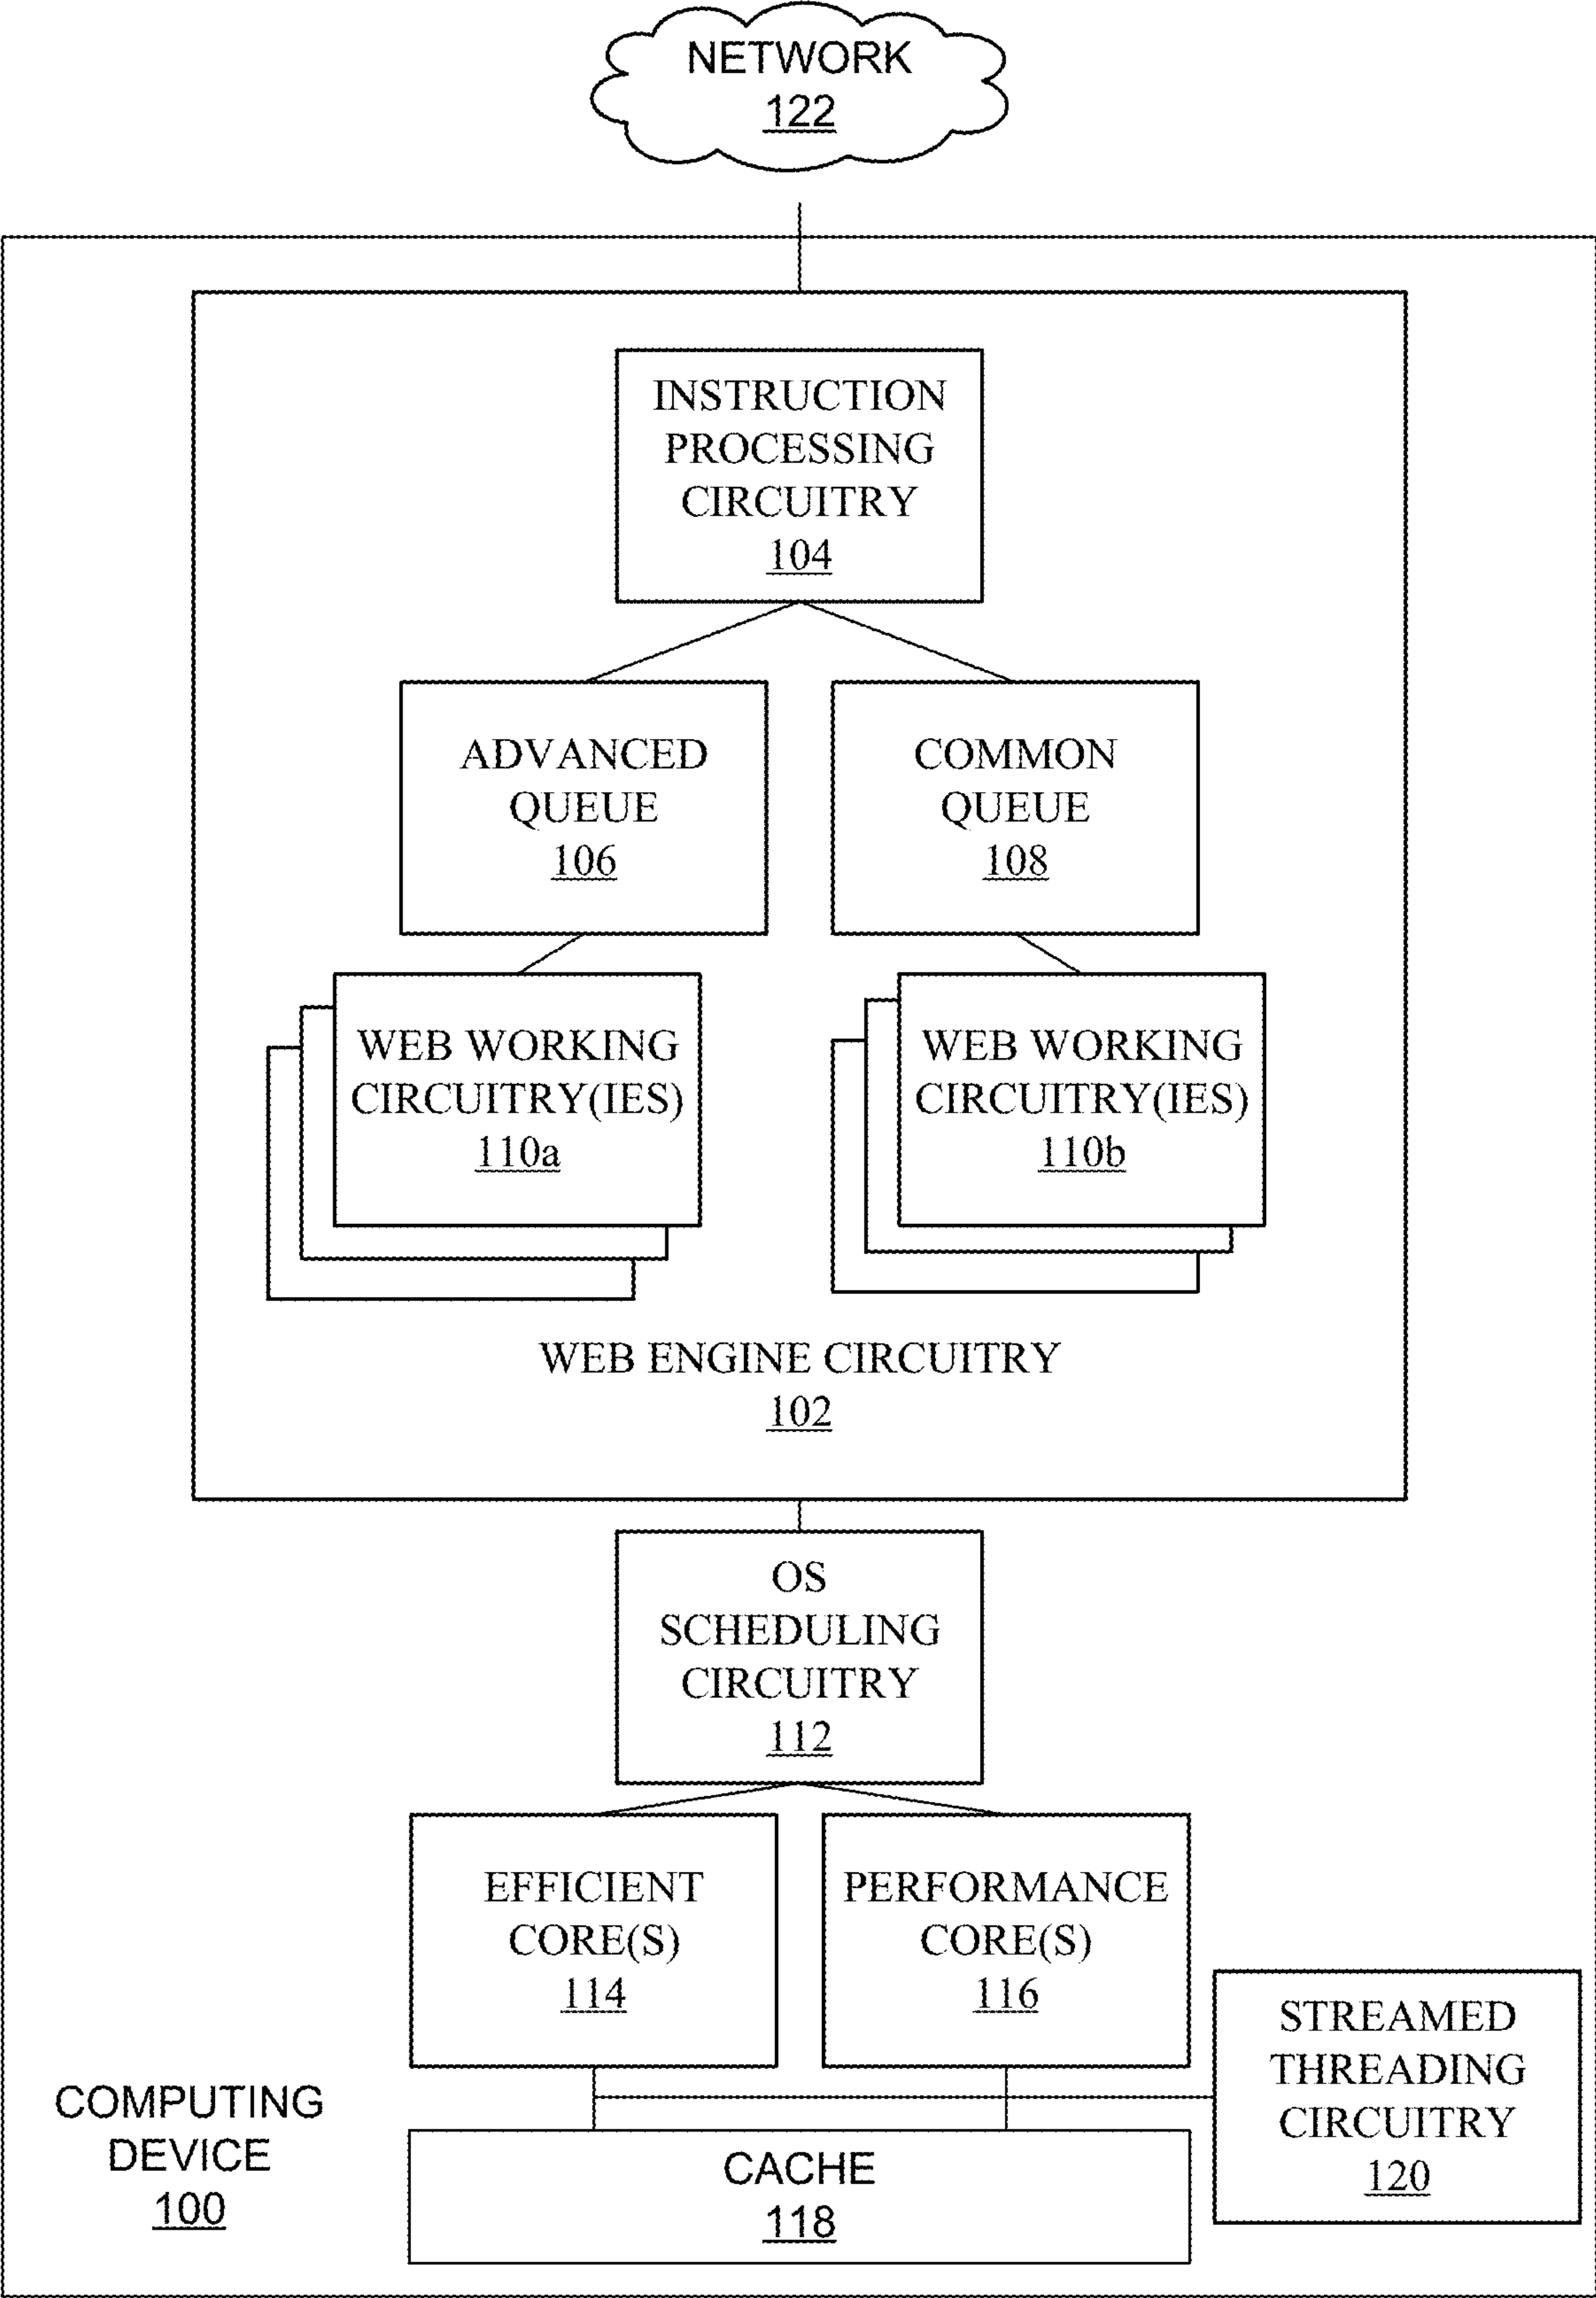 NETWORK
122
INSTRUCTION
PROCESSING
CIRCUITRY
104
ADVANCED
QUEUE
106
COMMON
QUEUE
108
WEB WORKING
CIRCUITRY(IES)
110a
WEB WORKING
CIRCUITRY(IES)
110b
WEB ENGINE CIRCUITRY
102
OS
SCHEDULING
CIRCUITRY
112
EFFICIENT
CORE(S)
114
PERFORMANCE
CORE(S)
116
STREAMED
THREADING
CIRCUITRY
120
COMPUTING
DEVICE
100
CACHE
118